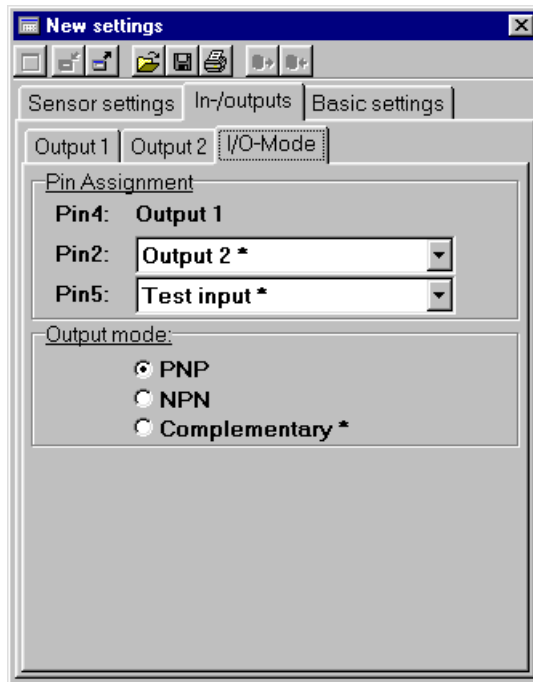 New settings
Sensor settings In-/outputs Basic settings
Output 1 Output 2 I/O-Mode
Pin Assignment
Pin4: Output 1
Pin2: Output 2 *
Pin5: Test input *
Output mode:
PNP
NPN
Complementary *